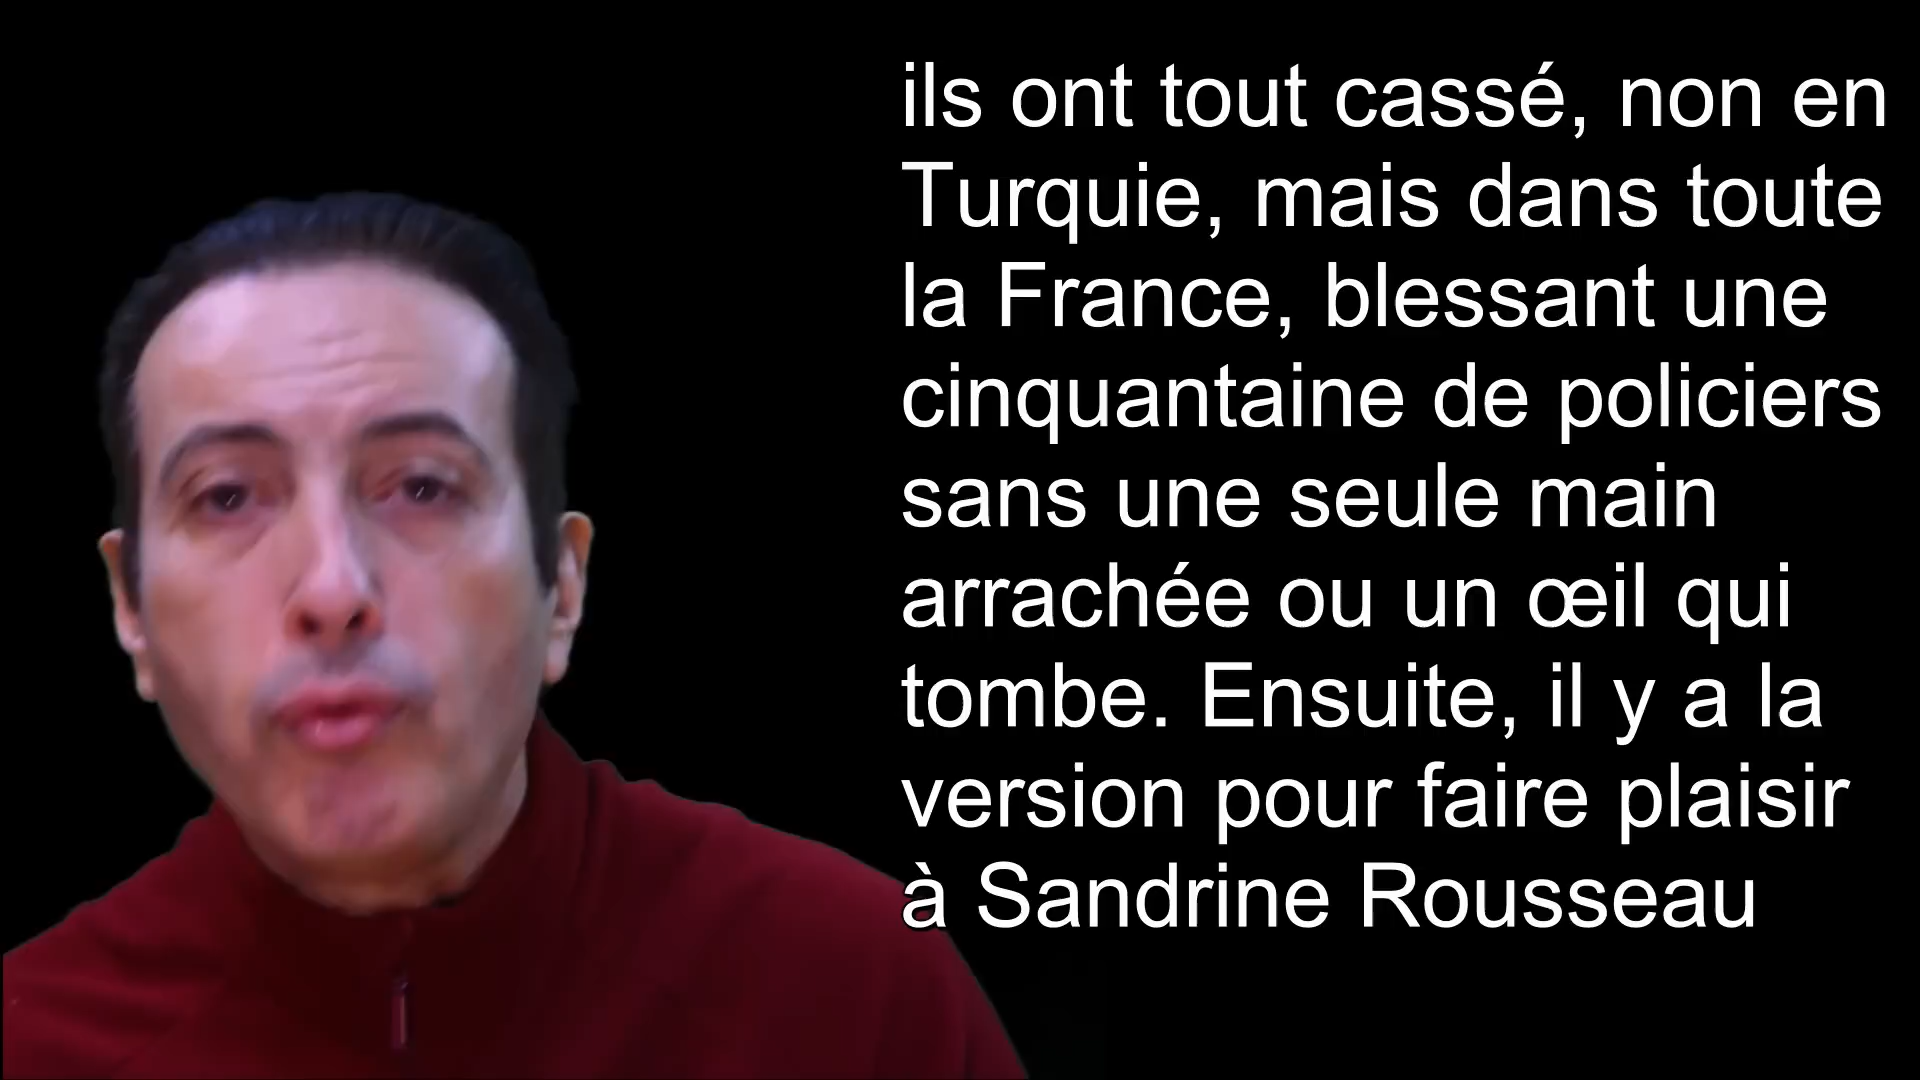 ils ont tout cassé, non en
Turquie, mais dans toute
la France, blessant une
cinquantaine de policiers
sans une seule main
arrachée ou un œil qui
tombe. Ensuite, il y a la
version pour faire plaisir
à Sandrine Rousseau